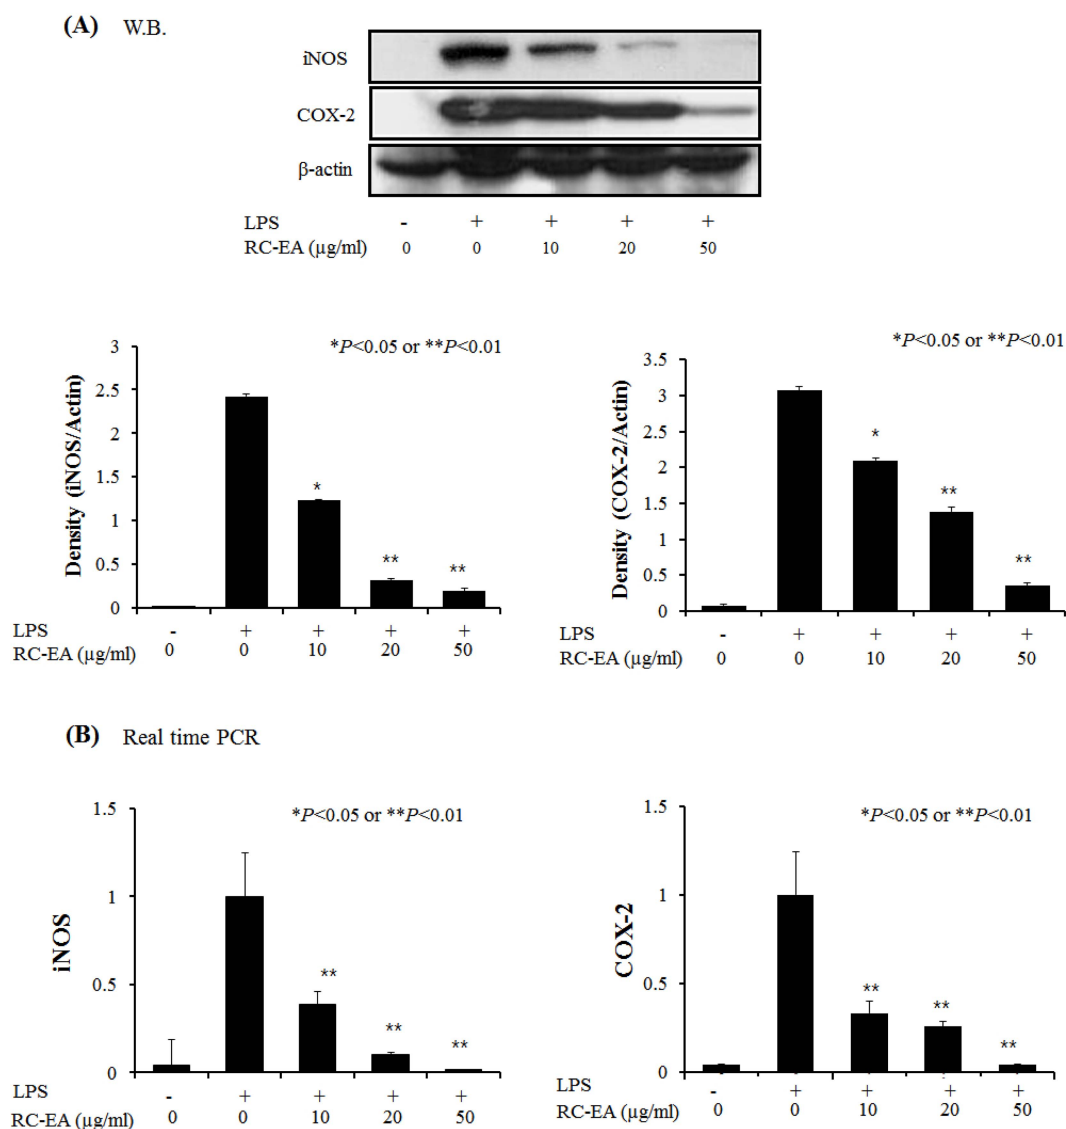 (A) W.B.
iNOS
COX-2
β-actin
LPS - + + + +
RC-EA (µg/ml) 0 0 10 20 50
*P<0.05 or **P<0.01
Density (iNOS/Actin)
3
2.5
2
1.5
1
0.5
0
*
**
**
LPS - + + + +
RC-EA (µg/ml) 0 0 10 20 50
*P<0.05 or **P<0.01
Density (COX-2/Actin)
3.5
3
2.5
2
1.5
1
0.5
0
*
**
**
LPS - + + + +
RC-EA (µg/ml) 0 0 10 20 50
(B) Real time PCR
*P<0.05 or **P<0.01
iNOS
1.5
1
0.5
0
**
**
**
LPS - + + + +
RC-EA (µg/ml) 0 0 10 20 50
*P<0.05 or **P<0.01
COX-2
1.5
1
0.5
0
**
**
**
LPS - + + + +
RC-EA (µg/ml) 0 0 10 20 50